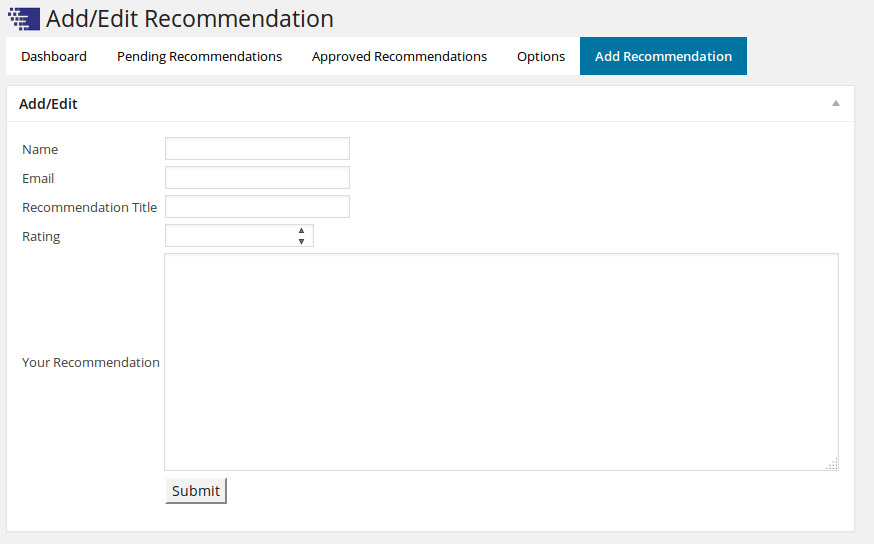 Add/Edit Recommendation
Dashboard Pending Recommendations Approved Recommendations Options Add Recommendation
Add/Edit
Name
Email
Recommendation Title
Rating
Your Recommendation
Submit